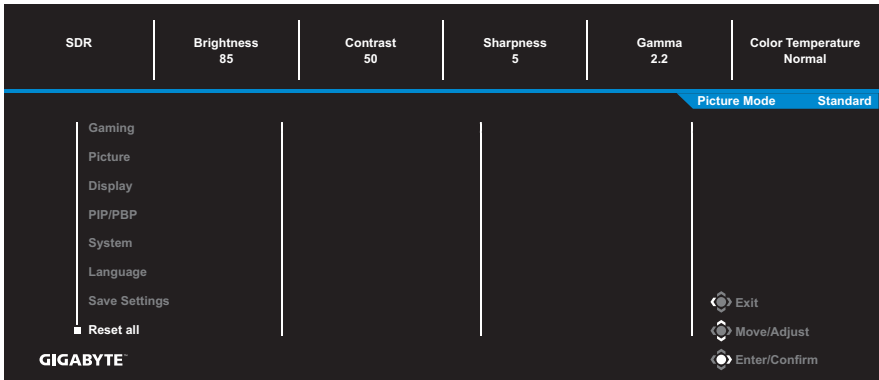 SDR
Brightness
85
Contrast
50
Sharpness
5
Gamma
2.2
Color Temperature
Normal
Picture Mode Standard
Gaming
Picture
Display
PIP/PBP
System
Language
Save Settings
Reset all
Exit
Move/Adjust
Enter/Confirm
GIGABYTE™